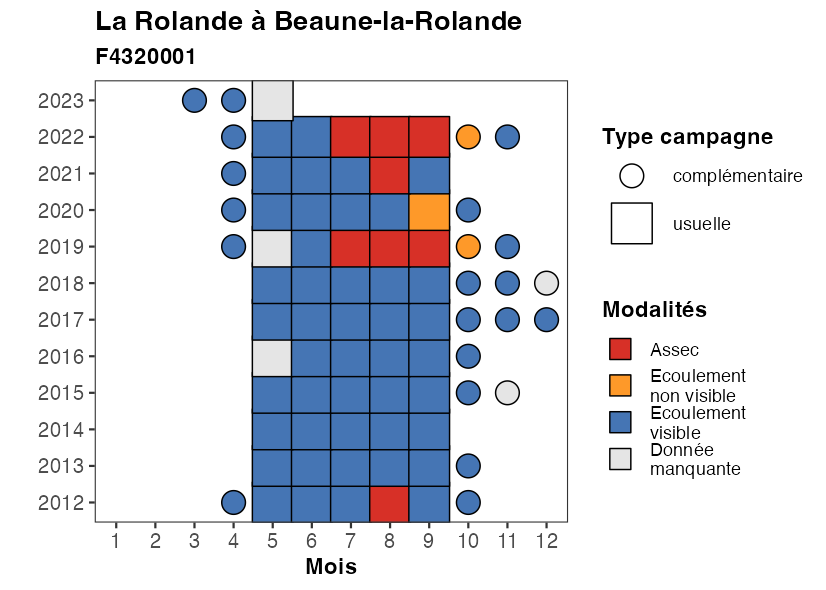 La Rolande à Beaune-la-Rolande
F4320001
2023
2022
2021
2020
2019
2018
2017
2016
2015
2014
2013
2012
1 2 3 4 5 6 7 8 9 10 11 12
Mois
Type campagne
complémentaire
usuelle
Modalités
Assec
Ecoulement
non visible
Ecoulement
visible
Donnée
manquante